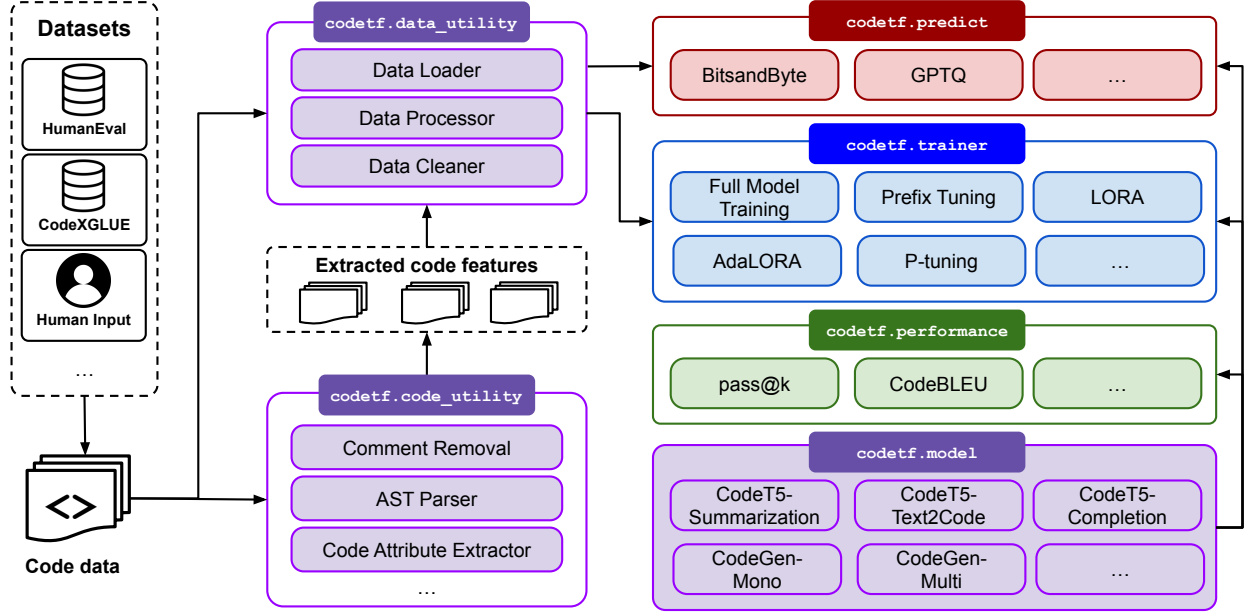 Datasets
HumanEval
CodeXGLUE
Human Input
...
<>
Code data
codetf.data_utility
Data Loader
Data Processor
Data Cleaner
Extracted code features
codetf.code_utility
Comment Removal
AST Parser
Code Attribute Extractor
...
codetf.predict
BitsandByte
GPTQ
...
codetf.trainer
Full Model
Training
Prefix Tuning
LORA
AdaLORA
P-tuning
...
codetf.performance
pass@k
CodeBLEU
...
codetf.model
CodeT5-
Summarization
CodeT5-
Text2Code
CodeT5-
Completion
CodeGen-
Mono
CodeGen-
Multi
...